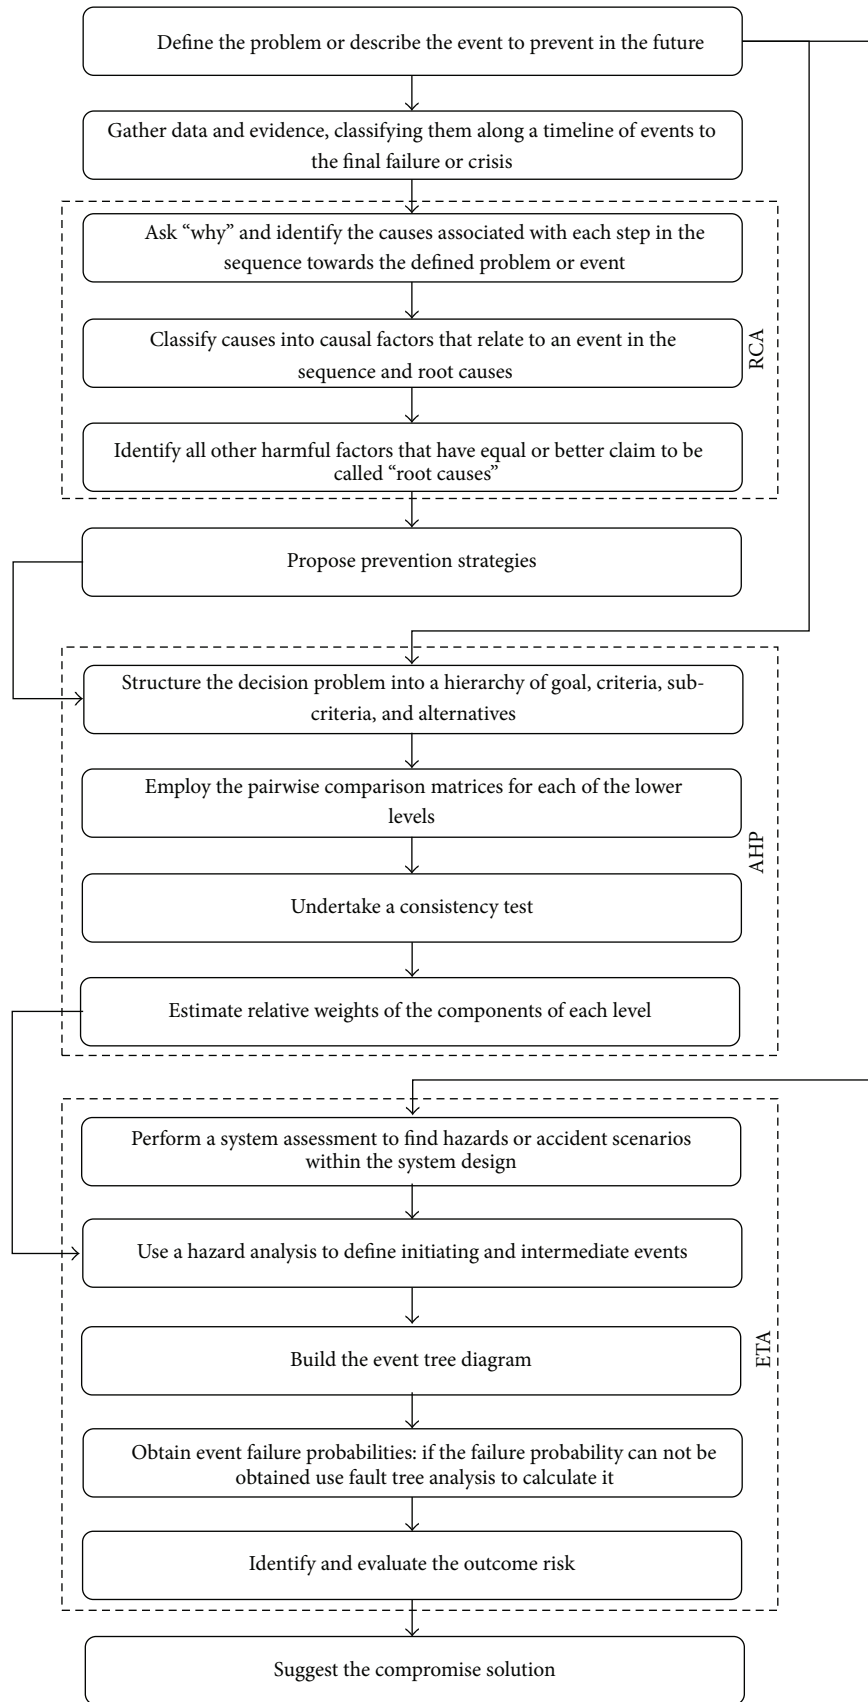 Define the problem or describe the event to prevent in the future
Gather data and evidence, classifying them along a timeline of events to
the final failure or crisis
Ask “why” and identify the causes associated with each step in the
sequence towards the defined problem or event
Classify causes into causal factors that relate to an event in the
sequence and root causes
RCA
Identify all other harmful factors that have equal or better claim to be
called “root causes”
Propose prevention strategies
Structure the decision problem into a hierarchy of goal, criteria, sub-
criteria, and alternatives
Employ the pairwise comparison matrices for each of the lower
levels
AHP
Undertake a consistency test
Estimate relative weights of the components of each level
Perform a system assessment to find hazards or accident scenarios
within the system design
Use a hazard analysis to define initiating and intermediate events
Build the event tree diagram
ETA
Obtain event failure probabilities: if the failure probability can not be
obtained use fault tree analysis to calculate it
Identify and evaluate the outcome risk
Suggest the compromise solution